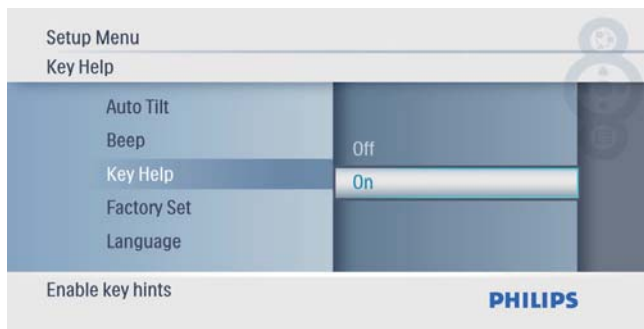 Setup Menu
Key Help
Auto Tilt
Beep
Key Help
Factory Set
Language
Off
On
Enable key hints
PHILIPS